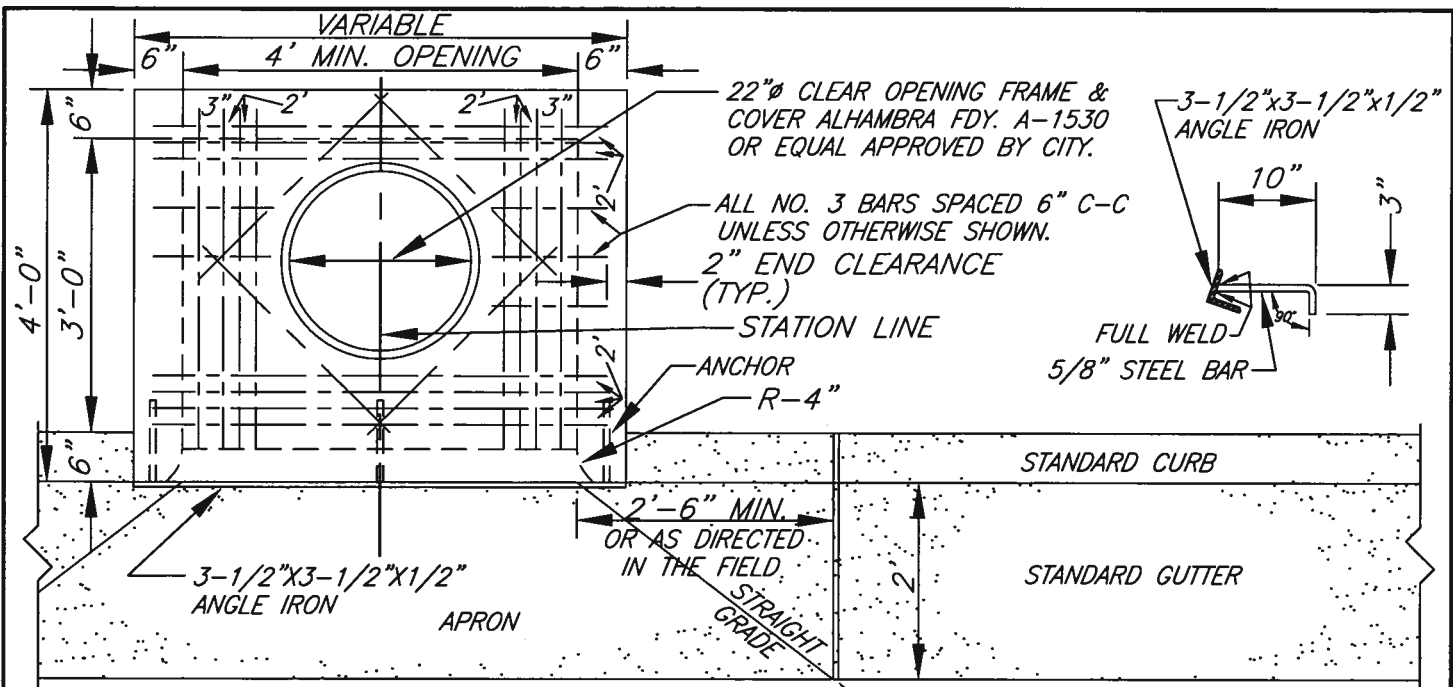 VARIABLE
6" 4' MIN. OPENING 6"
3" 2' 2' 3"
6"
4'-0"
3'-0"
6"
2'
2'
22"ø CLEAR OPENING FRAME &
COVER ALHAMBRA FDY. A-1530
OR EQUAL APPROVED BY CITY.
ALL NO. 3 BARS SPACED 6" C-C
UNLESS OTHERWISE SHOWN.
2" END CLEARANCE
(TYP.)
STATION LINE
ANCHOR
R-4"
3-1/2"x3-1/2"x1/2"
ANGLE IRON
10"
3"
90°
FULL WELD
5/8" STEEL BAR
STANDARD CURB
2'-6" MIN.
OR AS DIRECTED
IN THE FIELD
2'
STANDARD GUTTER
3-1/2"X3-1/2"X1/2"
ANGLE IRON
APRON
STRAIGHT
GRADE